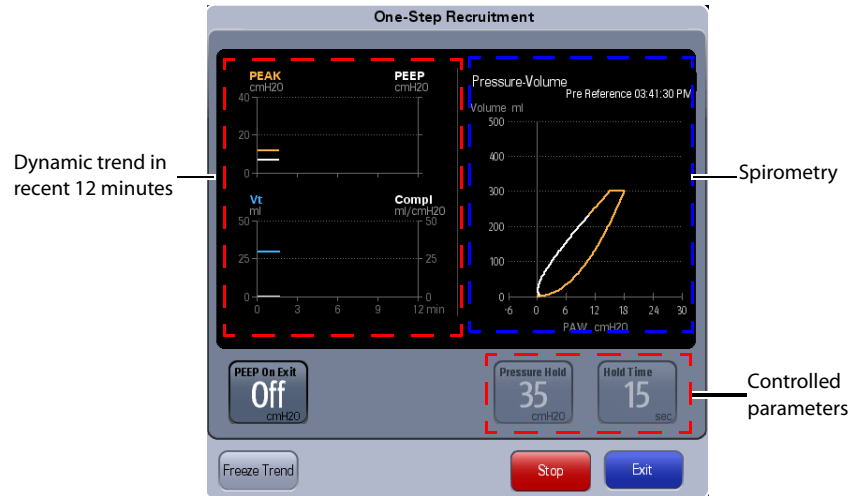 One-Step Recruitment
Dynamic trend in
recent 12 minutes
PEAK
cmH2O
PEEP
cmH2O
40
20
0
Vt
ml
Compl
ml/cmH2O
50
50
25
25
0
0
0 3 6 9 12 min
Pressure-Volume
Pre Reference 03:41:30 PM
Volume ml
500
400
300
200
100
0
-6 0 6 12 18 24 30
PAW cmH2O
Spirometry
PEEP On Exit
Off
cmH2O
Pressure Hold
35
cmH2O
Hold Time
15
sec
Controlled
parameters
Freeze Trend
Stop
Exit